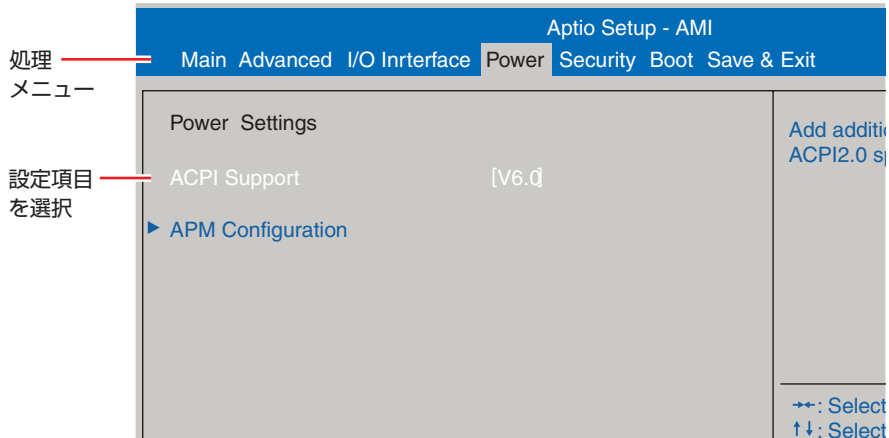 Aptio Setup - AMI
Main Advanced I/O Inrterface Power Security Boot Save & Exit
処理
メニュー
Power Settings
ACPI Support [V6.0]
APM Configuration
設定項目
を選択
Add additi
ACPI2.0 s
→←: Select
↑↓: Select